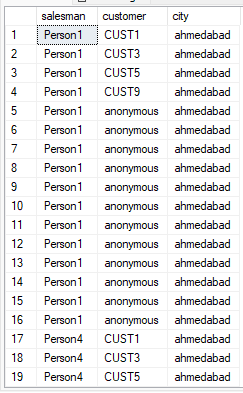 salesman customer city
1 Person1 CUST1 ahmedabad
2 Person1 CUST3 ahmedabad
3 Person1 CUST5 ahmedabad
4 Person1 CUST9 ahmedabad
5 Person1 anonymous ahmedabad
6 Person1 anonymous ahmedabad
7 Person1 anonymous ahmedabad
8 Person1 anonymous ahmedabad
9 Person1 anonymous ahmedabad
10 Person1 anonymous ahmedabad
11 Person1 anonymous ahmedabad
12 Person1 anonymous ahmedabad
13 Person1 anonymous ahmedabad
14 Person1 anonymous ahmedabad
15 Person1 anonymous ahmedabad
16 Person1 anonymous ahmedabad
17 Person4 CUST1 ahmedabad
18 Person4 CUST3 ahmedabad
19 Person4 CUST5 ahmedabad